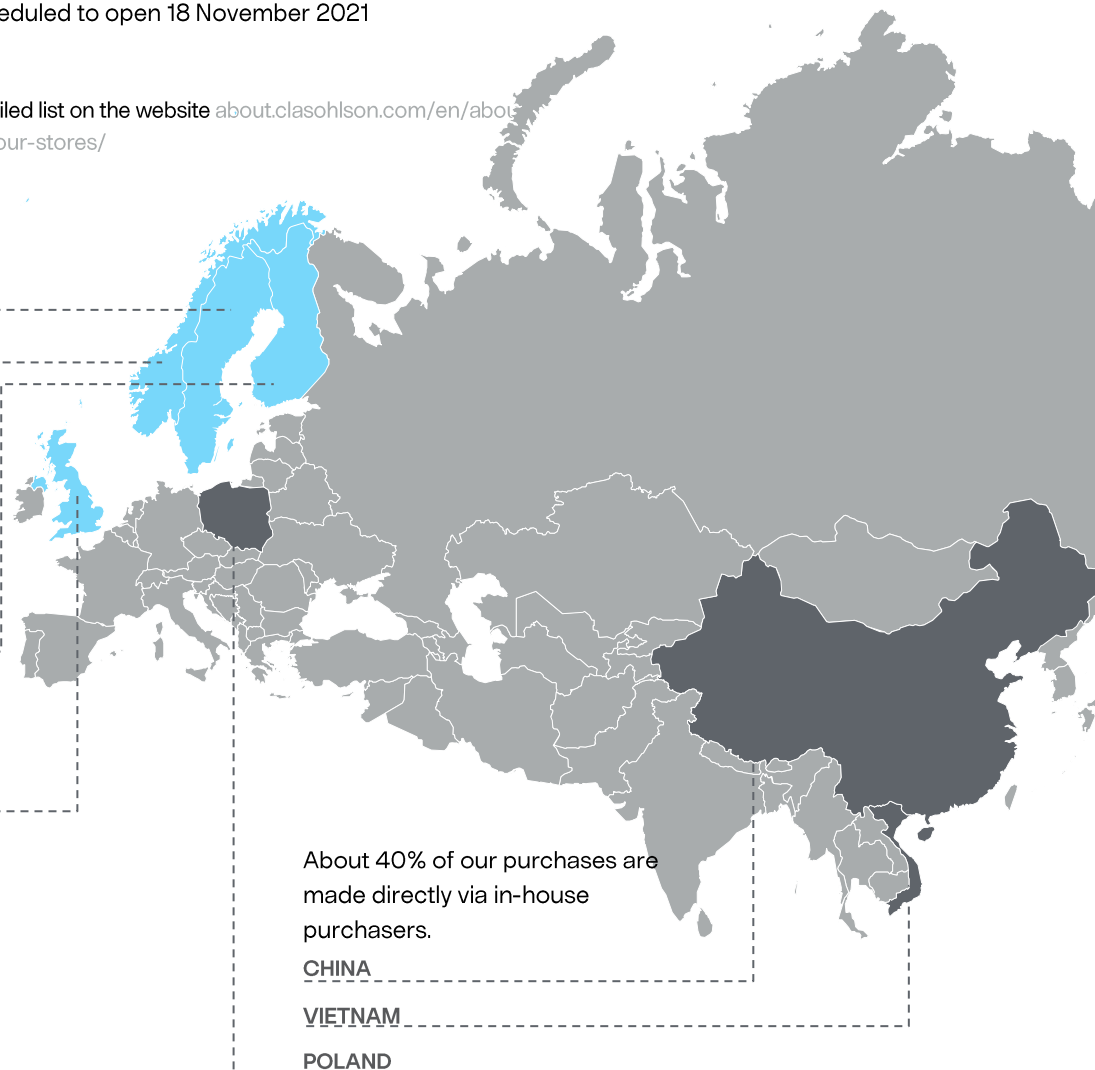 eduled to open 18 November 2021
iled list on the website about.clasohlson.com/en/abou
our-stores/
About 40% of our purchases are
made directly via in-house
purchasers.
CHINA
VIETNAM
POLAND